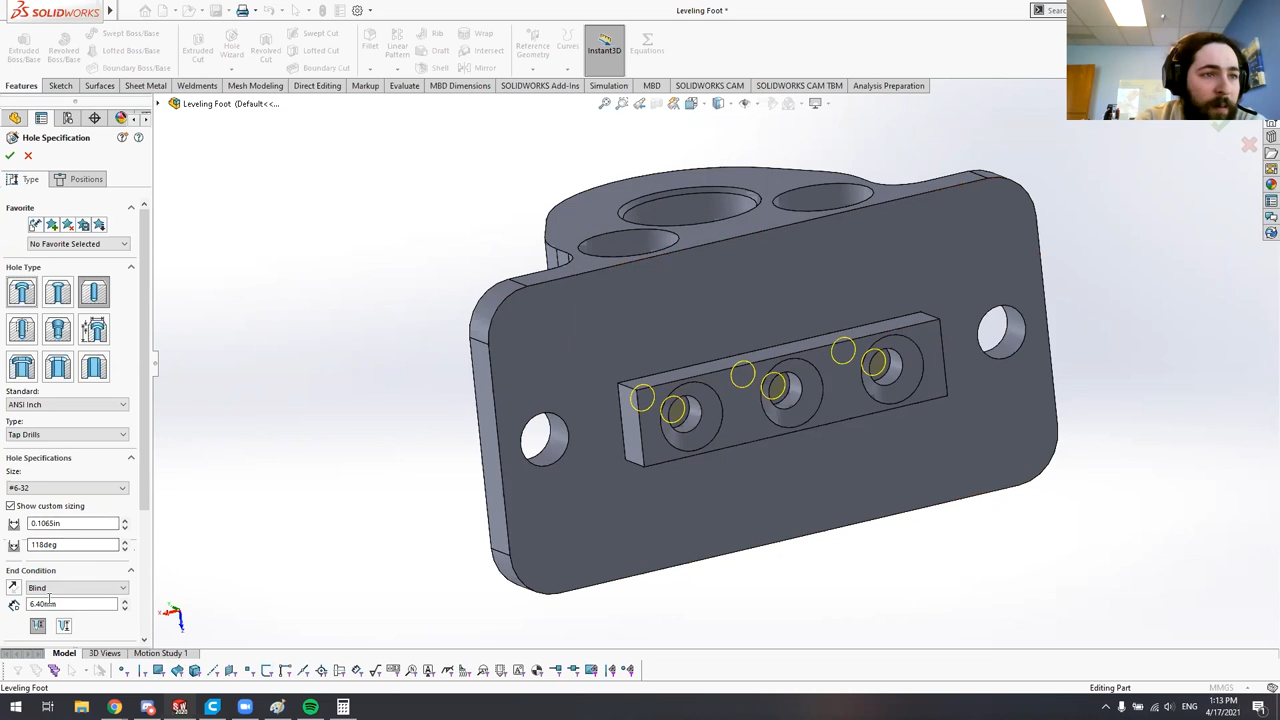 SOLIDWORKS
Leveling Foot *
Sear
Extruded Boss/Base
Revolved Boss/Base
Swept Boss/Base
Lofted Boss/Base
Boundary Boss/Base
Extruded Cut
Hole Wizard
Revolved Cut
Swept Cut
Lofted Cut
Boundary Cut
Fillet
Linear Pattern
Rib
Draft
Shell
Wrap
Intersect
Mirror
Reference Geometry
Curves
Instant3D
Equations
Features Sketch Surfaces Sheet Metal Weldments Mesh Modeling Direct Editing Markup Evaluate MBD Dimensions SOLIDWORKS Add-Ins Simulation MBD SOLIDWORKS CAM SOLIDWORKS CAM TBM Analysis Preparation
Leveling Foot (Default<<...
Hole Specification
Type Positions
Favorite
No Favorite Selected
Hole Type
Standard:
ANSI Inch
Type:
Tap Drills
Hole Specifications
Size:
#6-32
Show custom sizing
0.1065in
118deg
End Condition
Blind
6.40mm
Model 3D Views Motion Study 1
Leveling Foot
Editing Part
MMGS
1:13 PM
4/17/2021